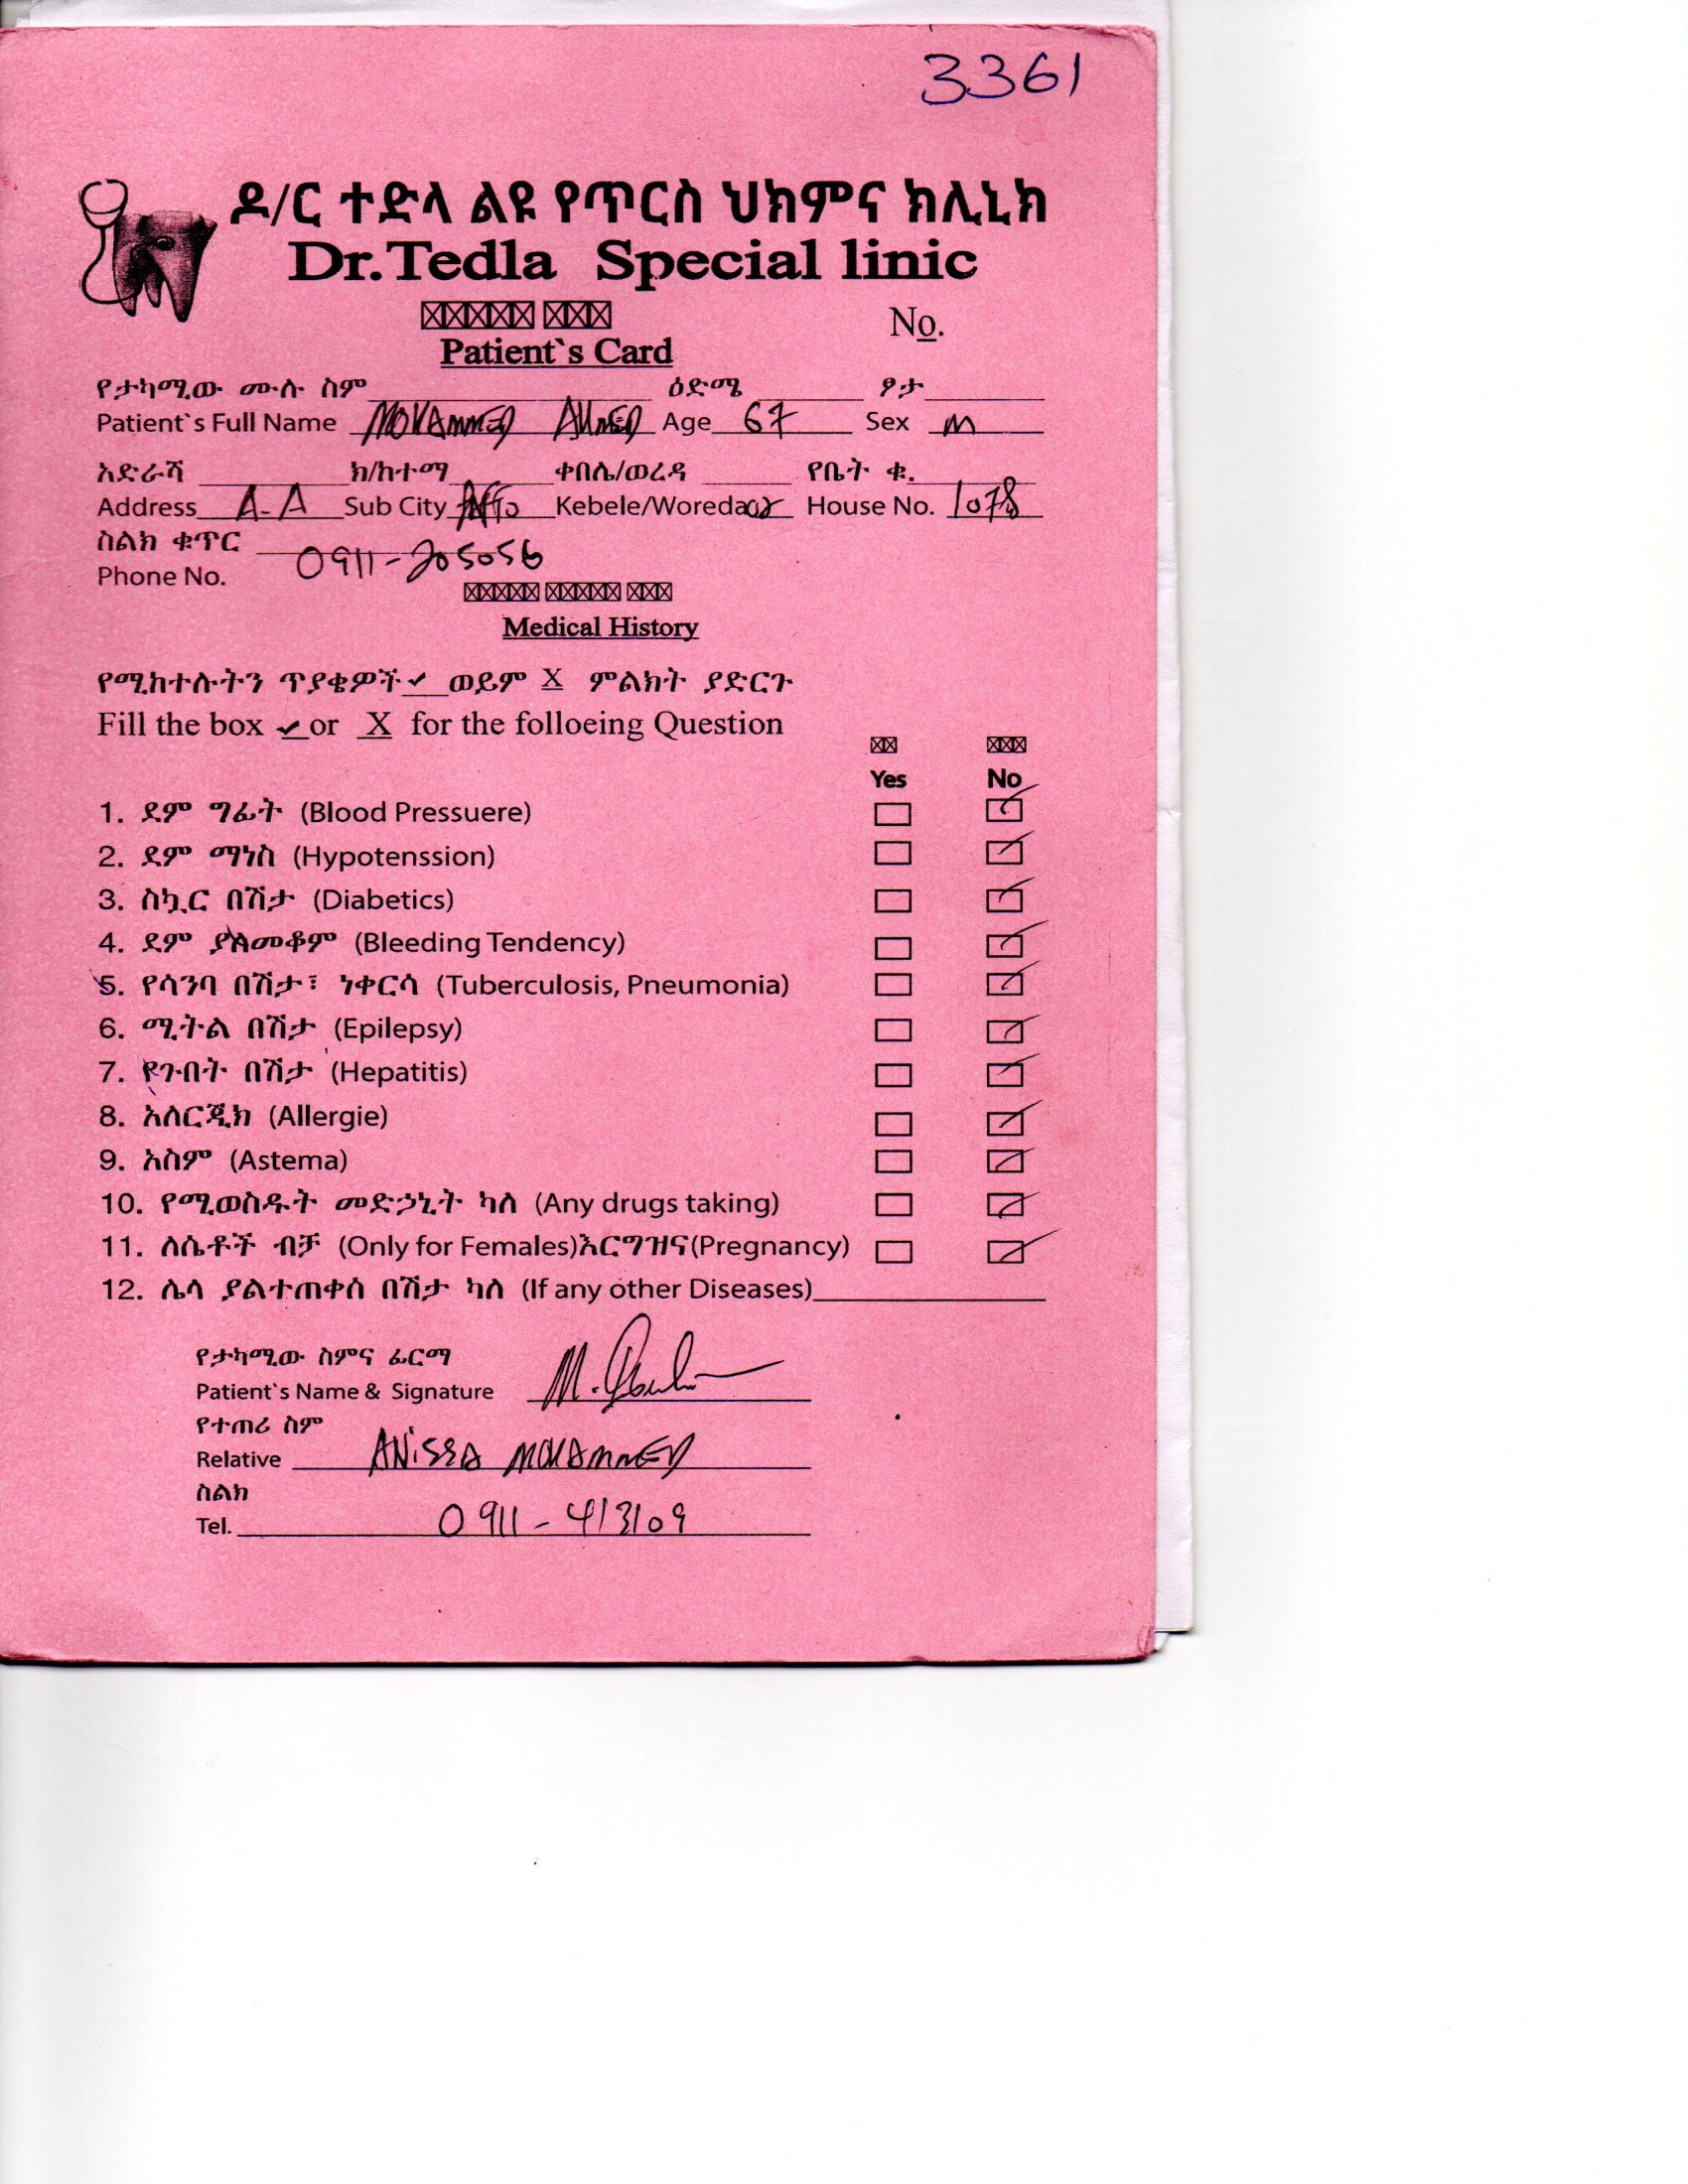 3361
ዶ/ር ተድላ ልዩ የጥርስ ህክምና ክሊኒክ
Dr.Tedla Special linic
No.
Patient`s Card
የታካሚው ሙሉ ስም ዕድሜ ፆታ
Patient`s Full Name MOHAMMED AHMED Age 67 Sex M
አድራሻ ክ/ከተማ ቀበሌ/ወረዳ የቤት ቁ.
Address A-A Sub City Kebele/Woreda 02 House No. 1078
ስልክ ቁጥር
Phone No. 0911-205056
Medical History
የሚከተሉትን ጥያቄዎች ✓ ወይም X ምልክት ያድርጉ
Fill the box ✓ or X for the folloeing Question
Yes No
1. ደም ግፊት (Blood Pressuere)
2. ደም ማነስ (Hypotenssion)
3. ስኳር በሽታ (Diabetics)
4. ደም ያለመቆም (Bleeding Tendency)
5. የሳንባ በሽታ፣ ነቀርሳ (Tuberculosis, Pneumonia)
6. ሚትል በሽታ (Epilepsy)
7. የጉበት በሽታ (Hepatitis)
8. አለርጂክ (Allergie)
9. አስም (Astema)
10. የሚወስዱት መድኃኒት ካለ (Any drugs taking)
11. ለሴቶች ብቻ (Only for Females)እርግዝና(Pregnancy)
12. ሌላ ያልተጠቀሰ በሽታ ካለ (If any other Diseases)
የታካሚው ስምና ፊርማ
Patient`s Name & Signature
የተጠሪ ስም
Relative ANISSA MOHAMMED
ስልክ
Tel. 0911-413109